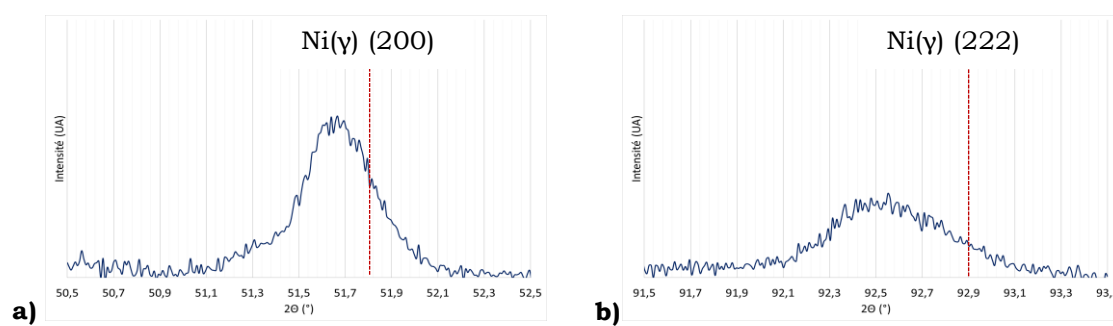 Ni(γ) (200)
Intensité (UA)
50,5 50,7 50,9 51,1 51,3 51,5 51,7 51,9 52,1 52,3 52,5
2Θ (°)
a)
Ni(γ) (222)
Intensité (UA)
91,5 91,7 91,9 92,1 92,3 92,5 92,7 92,9 93,1 93,3 93,
2Θ (°)
b)